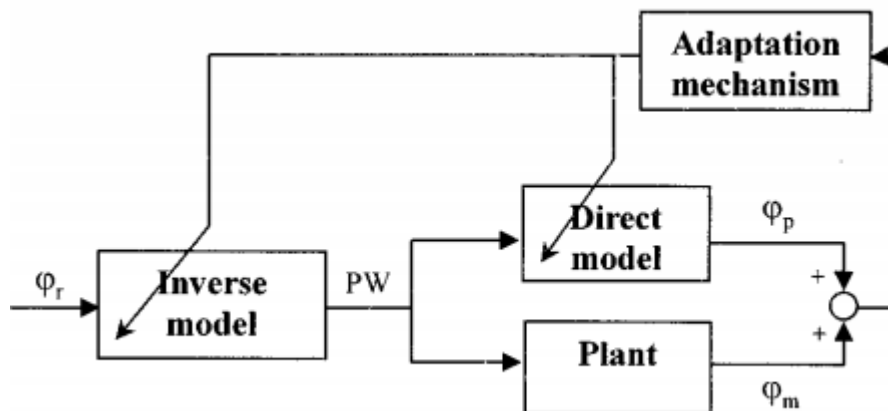 Adaptation
mechanism
Direct
model
φp
+
φr
Inverse
model
PW
+
Plant
φm